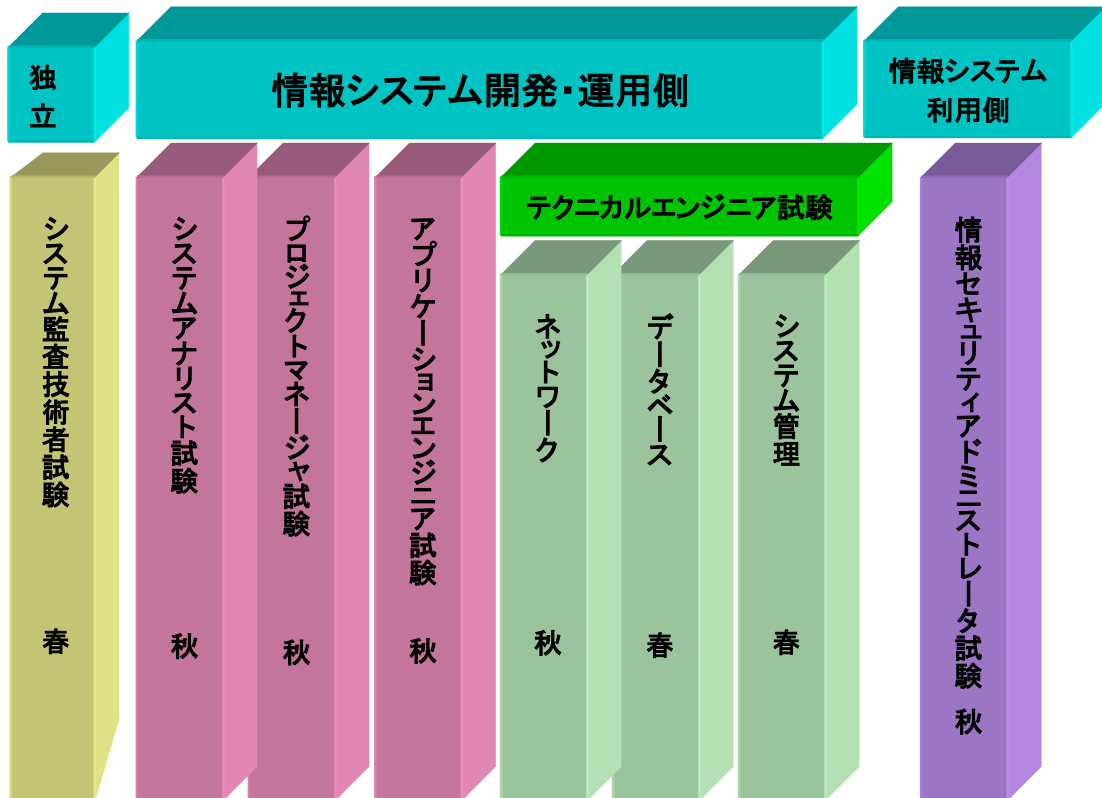 独
立
情報システム開発・運用側
情報システム
利用側
テクニカルエンジニア試験
システム監査技術者試験
春
システムアナリスト試験
秋
プロジェクトマネージャ試験
秋
アプリケーションエンジニア試験
秋
ネットワーク
秋
データベース
春
システム管理
春
情報セキュリティアドミニストレータ試験
秋